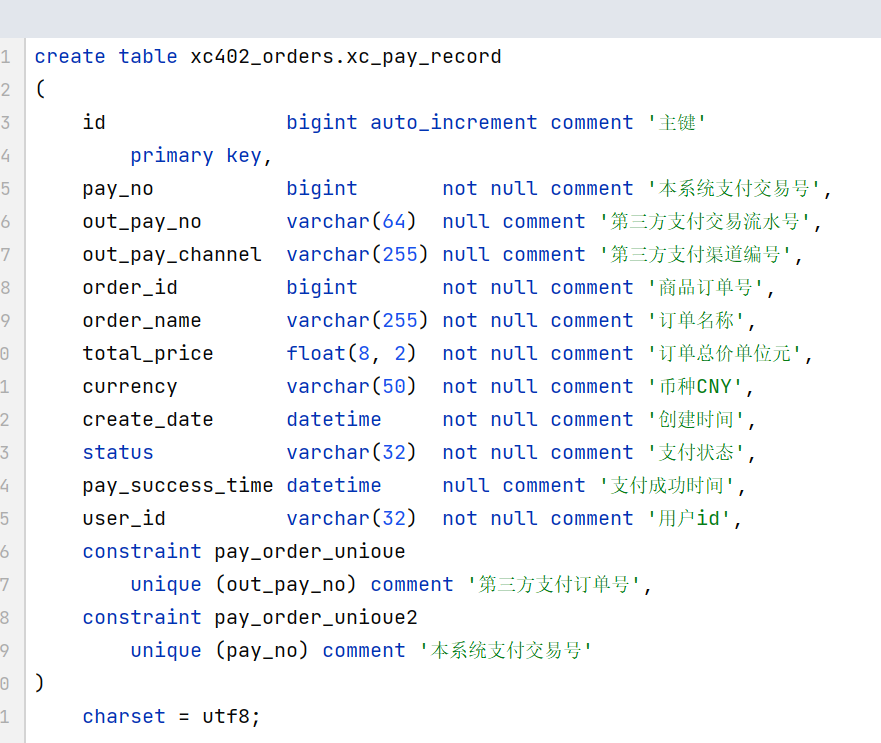 1 create table xc402_orders.xc_pay_record
2 (
3 id bigint auto_increment comment '主键'
4 primary key,
5 pay_no bigint not null comment '本系统支付交易号',
6 out_pay_no varchar(64) null comment '第三方支付交易流水号',
7 out_pay_channel varchar(255) null comment '第三方支付渠道编号',
8 order_id bigint not null comment '商品订单号',
9 order_name varchar(255) not null comment '订单名称',
0 total_price float(8, 2) not null comment '订单总价单位元',
1 currency varchar(50) not null comment '币种CNY',
2 create_date datetime not null comment '创建时间',
3 status varchar(32) not null comment '支付状态',
4 pay_success_time datetime null comment '支付成功时间',
5 user_id varchar(32) not null comment '用户id',
6 constraint pay_order_unioue
7 unique (out_pay_no) comment '第三方支付订单号',
8 constraint pay_order_unioue2
9 unique (pay_no) comment '本系统支付交易号'
0 )
1 charset = utf8;